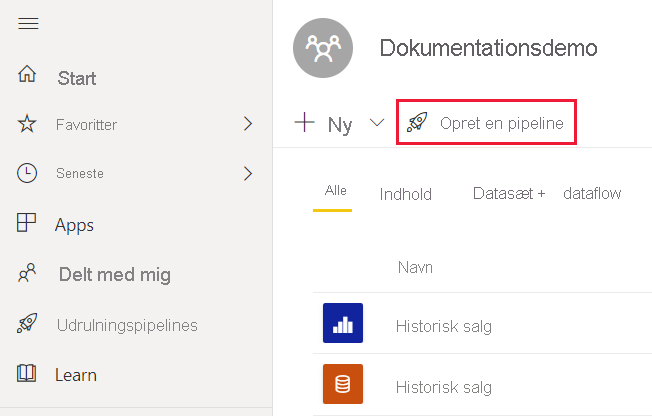 Start
Favoritter
Seneste
Apps
Delt med mig
Udrulningspipelines
Learn
Dokumentationsdemo
Ny
Opret en pipeline
Alle Indhold Datasæt + dataflow
Navn
Historisk salg
Historisk salg